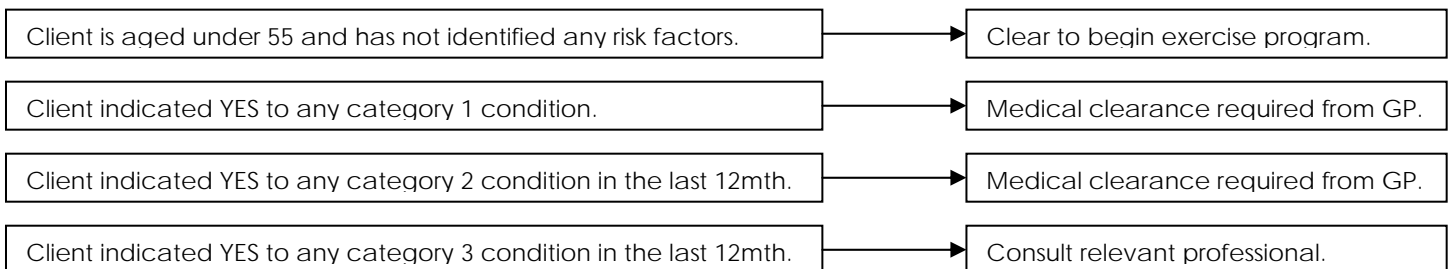 Client is aged under 55 and has not identified any risk factors. Clear to begin exercise program.
Client indicated YES to any category 1 condition. Medical clearance required from GP.
Client indicated YES to any category 2 condition in the last 12mth. Medical clearance required from GP.
Client indicated YES to any category 3 condition in the last 12mth. Consult relevant professional.